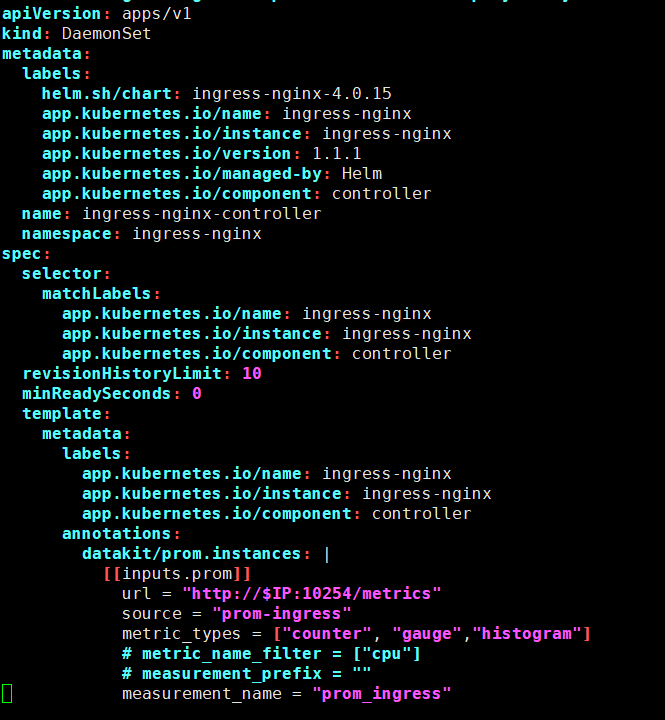 apiVersion: apps/v1
kind: DaemonSet
metadata:
  labels:
    helm.sh/chart: ingress-nginx-4.0.15
    app.kubernetes.io/name: ingress-nginx
    app.kubernetes.io/instance: ingress-nginx
    app.kubernetes.io/version: 1.1.1
    app.kubernetes.io/managed-by: Helm
    app.kubernetes.io/component: controller
  name: ingress-nginx-controller
  namespace: ingress-nginx
spec:
  selector:
    matchLabels:
      app.kubernetes.io/name: ingress-nginx
      app.kubernetes.io/instance: ingress-nginx
      app.kubernetes.io/component: controller
  revisionHistoryLimit: 10
  minReadySeconds: 0
  template:
    metadata:
      labels:
        app.kubernetes.io/name: ingress-nginx
        app.kubernetes.io/instance: ingress-nginx
        app.kubernetes.io/component: controller
      annotations:
        datakit/prom.instances: |
          [[inputs.prom]]
            url = "http://$IP:10254/metrics"
            source = "prom-ingress"
            metric_types = ["counter", "gauge","histogram"]
            # metric_name_filter = ["cpu"]
            # measurement_prefix = ""
            measurement_name = "prom_ingress"